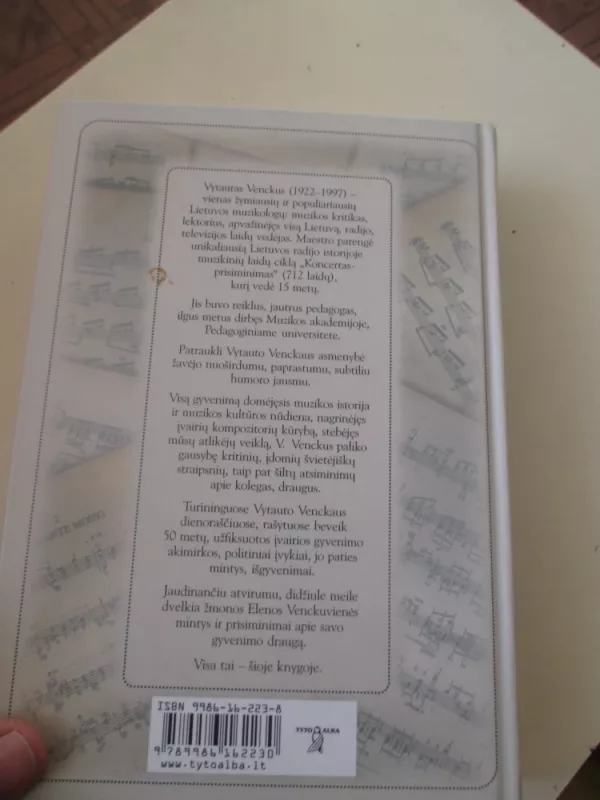 Vytautas Venckus (1922–1997) –
vienas žymiausių ir populiariausių
Lietuvos muzikologų: muzikos kritikas,
lektorius, apvažinėjęs visą Lietuvą, radijo,
televizijos laidų vedėjas. Maestro parengė
unikaliausią Lietuvos radijo istorijoje
muzikinių laidų ciklą „Koncertas-
prisiminimas“ (712 laidų),
kurį vedė 15 metų.
Jis buvo reiklus, jautrus pedagogas,
ilgus metus dirbęs Muzikos akademijoje,
Pedagoginiame universitete.
Patraukli Vytauto Venckaus asmenybė
žavėjo nuoširdumu, paprastumu, subtiliu
humoro jausmu.
Visą gyvenimą domėjęsis muzikos istorija
ir muzikos kultūros nūdiena, nagrinėjęs
įvairių kompozitorių kūrybą, stebėjęs
mūsų atlikėjų veiklą, V. Venckus paliko
gausybę kritinių, įdomių švietėjiškų
straipsnių, taip pat šiltų atsiminimų
apie kolegas, draugus.
Turininguose Vytauto Venckaus
dienoraščiuose, rašytuose beveik
50 metų, užfiksuotos įvairios gyvenimo
akimirkos, politiniai įvykiai, jo paties
mintys, išgyvenimai.
Jaudinančiu atvirumu, didžiule meile
dvelkia žmonos Elenos Venckuvienės
mintys ir prisiminimai apie savo
gyvenimo draugą.
Visa tai – šioje knygoje.
ISBN 9986-16-223-8
9 789986 162230
www.tytoalba.lt
TYTO ALBA